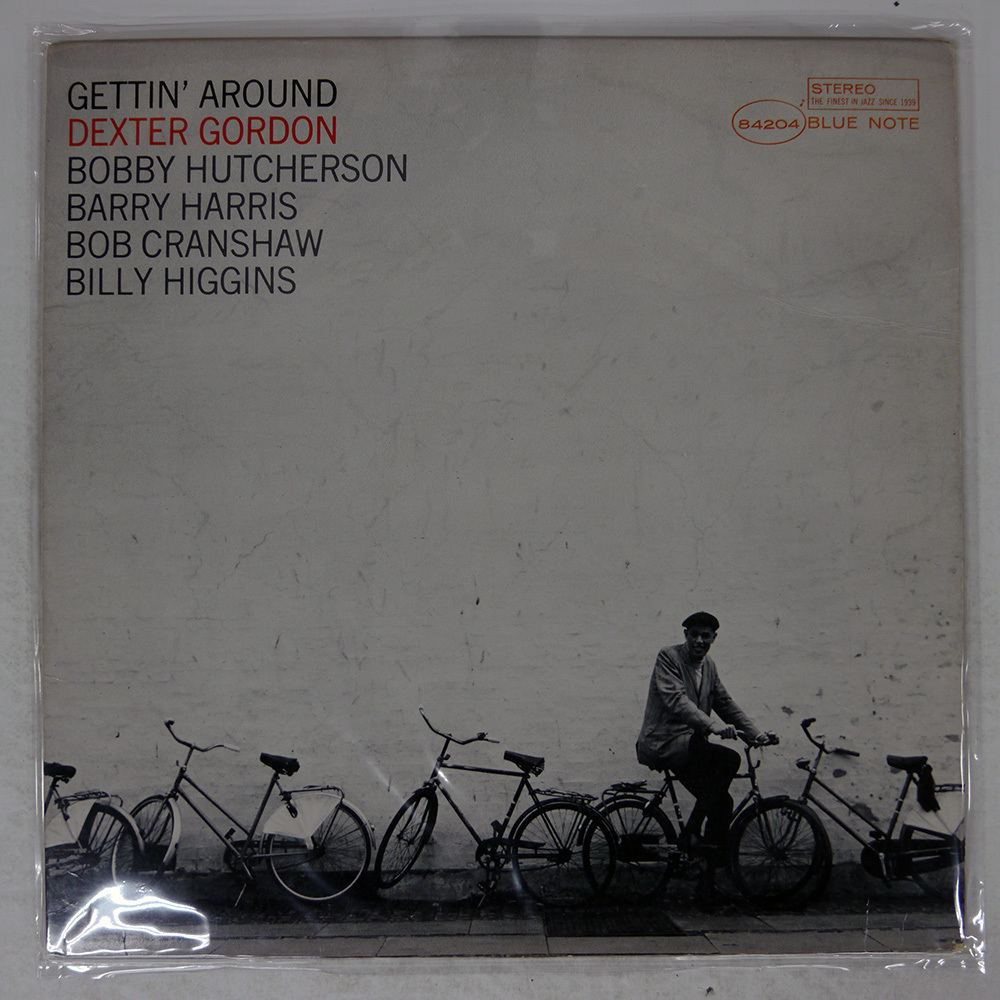 GETTIN' AROUND
DEXTER GORDON
BOBBY HUTCHERSON
BARRY HARRIS
BOB CRANSHAW
BILLY HIGGINS
STEREO
THE FINEST IN JAZZ SINCE 1939
84204 BLUE NOTE